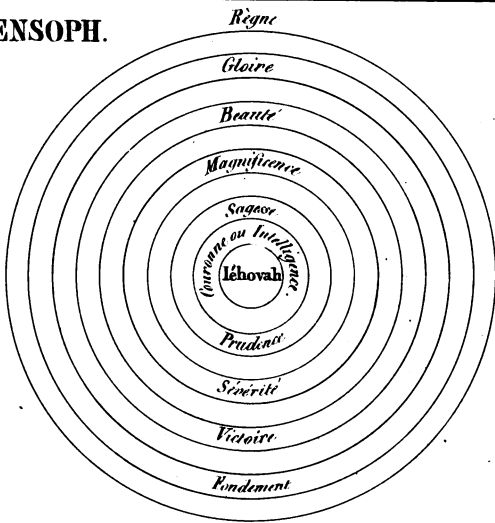 Règne
ENSOPH.
Gloire
Beauté
Magnificence
Sagesse
Couronne ou Intelligence.
Iéhovah
Prudence
Sévérité
Victoire
Fondement